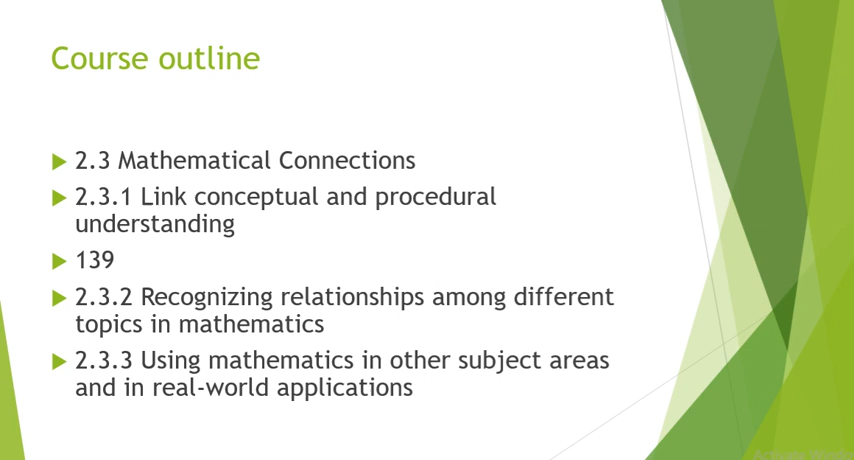 Course outline
2.3 Mathematical Connections
2.3.1 Link conceptual and procedural
understanding
139
2.3.2 Recognizing relationships among different
topics in mathematics
2.3.3 Using mathematics in other subject areas
and in real-world applications